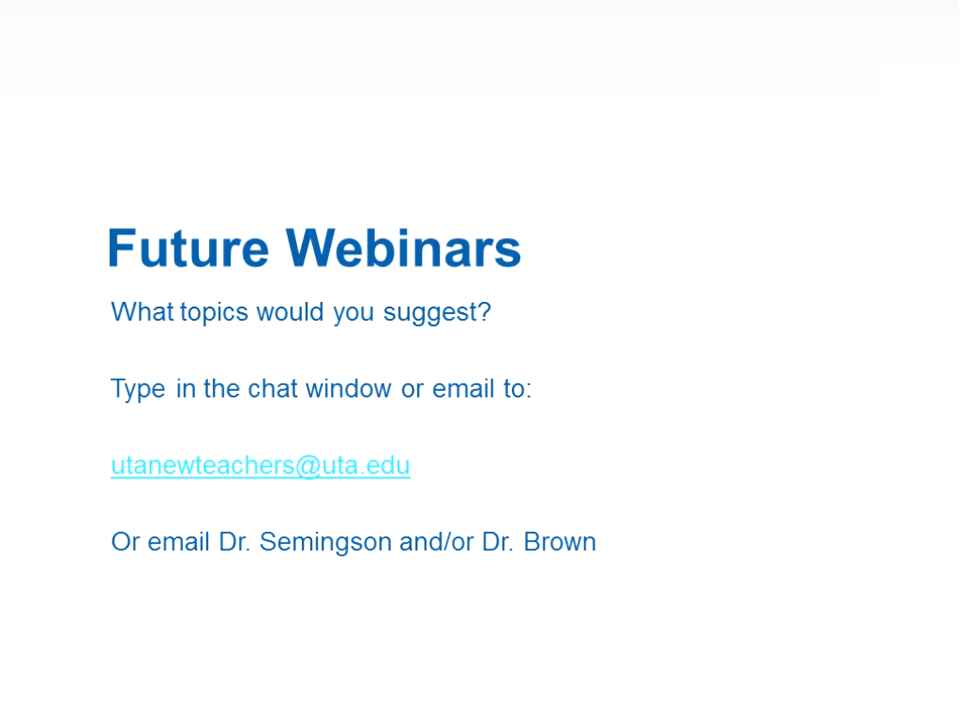 Future Webinars
What topics would you suggest?
Type in the chat window or email to:
utanewteachers@uta.edu
Or email Dr. Semingson and/or Dr. Brown